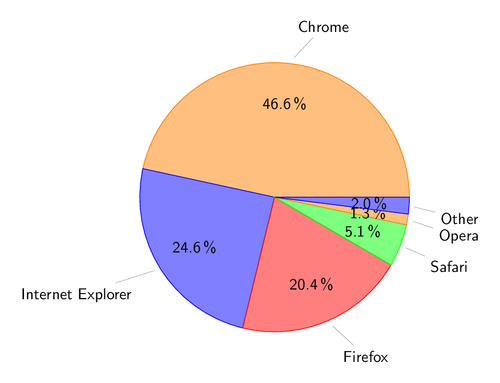 Chrome
46.6 %
2.0 %
1.3 %
Other
Opera
5.1 %
24.6 %
Safari
20.4 %
Internet Explorer
Firefox